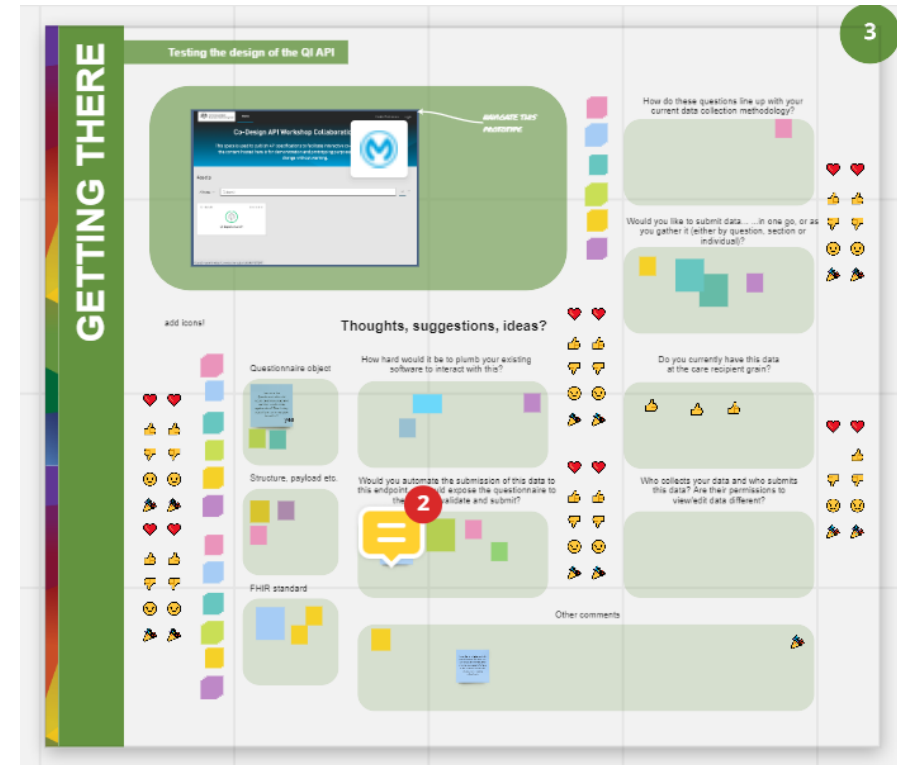 3
GETTING THERE
Testing the design of the QI API
Co-Design API Workshop Collaboratio
NAVIGATE THIS
PROTOTYPE
How do these questions line up with your
current data collection methodology?
Would you like to submit data... ...in one go, or as
you gather it (either by question, section or
individual)?
add icons!
Thoughts, suggestions, ideas?
Questionnaire object
How hard would it be to plumb your existing
software to interact with this?
Do you currently have this data
at the care recipient grain?
Structure, payload etc.
Would you automate the submission of this data to
this endpoint expose the questionnaire to
validate and submit?
2
Who collects your data and who submits
this data? Are their permissions to
view/edit data different?
FHIR standard
Other comments